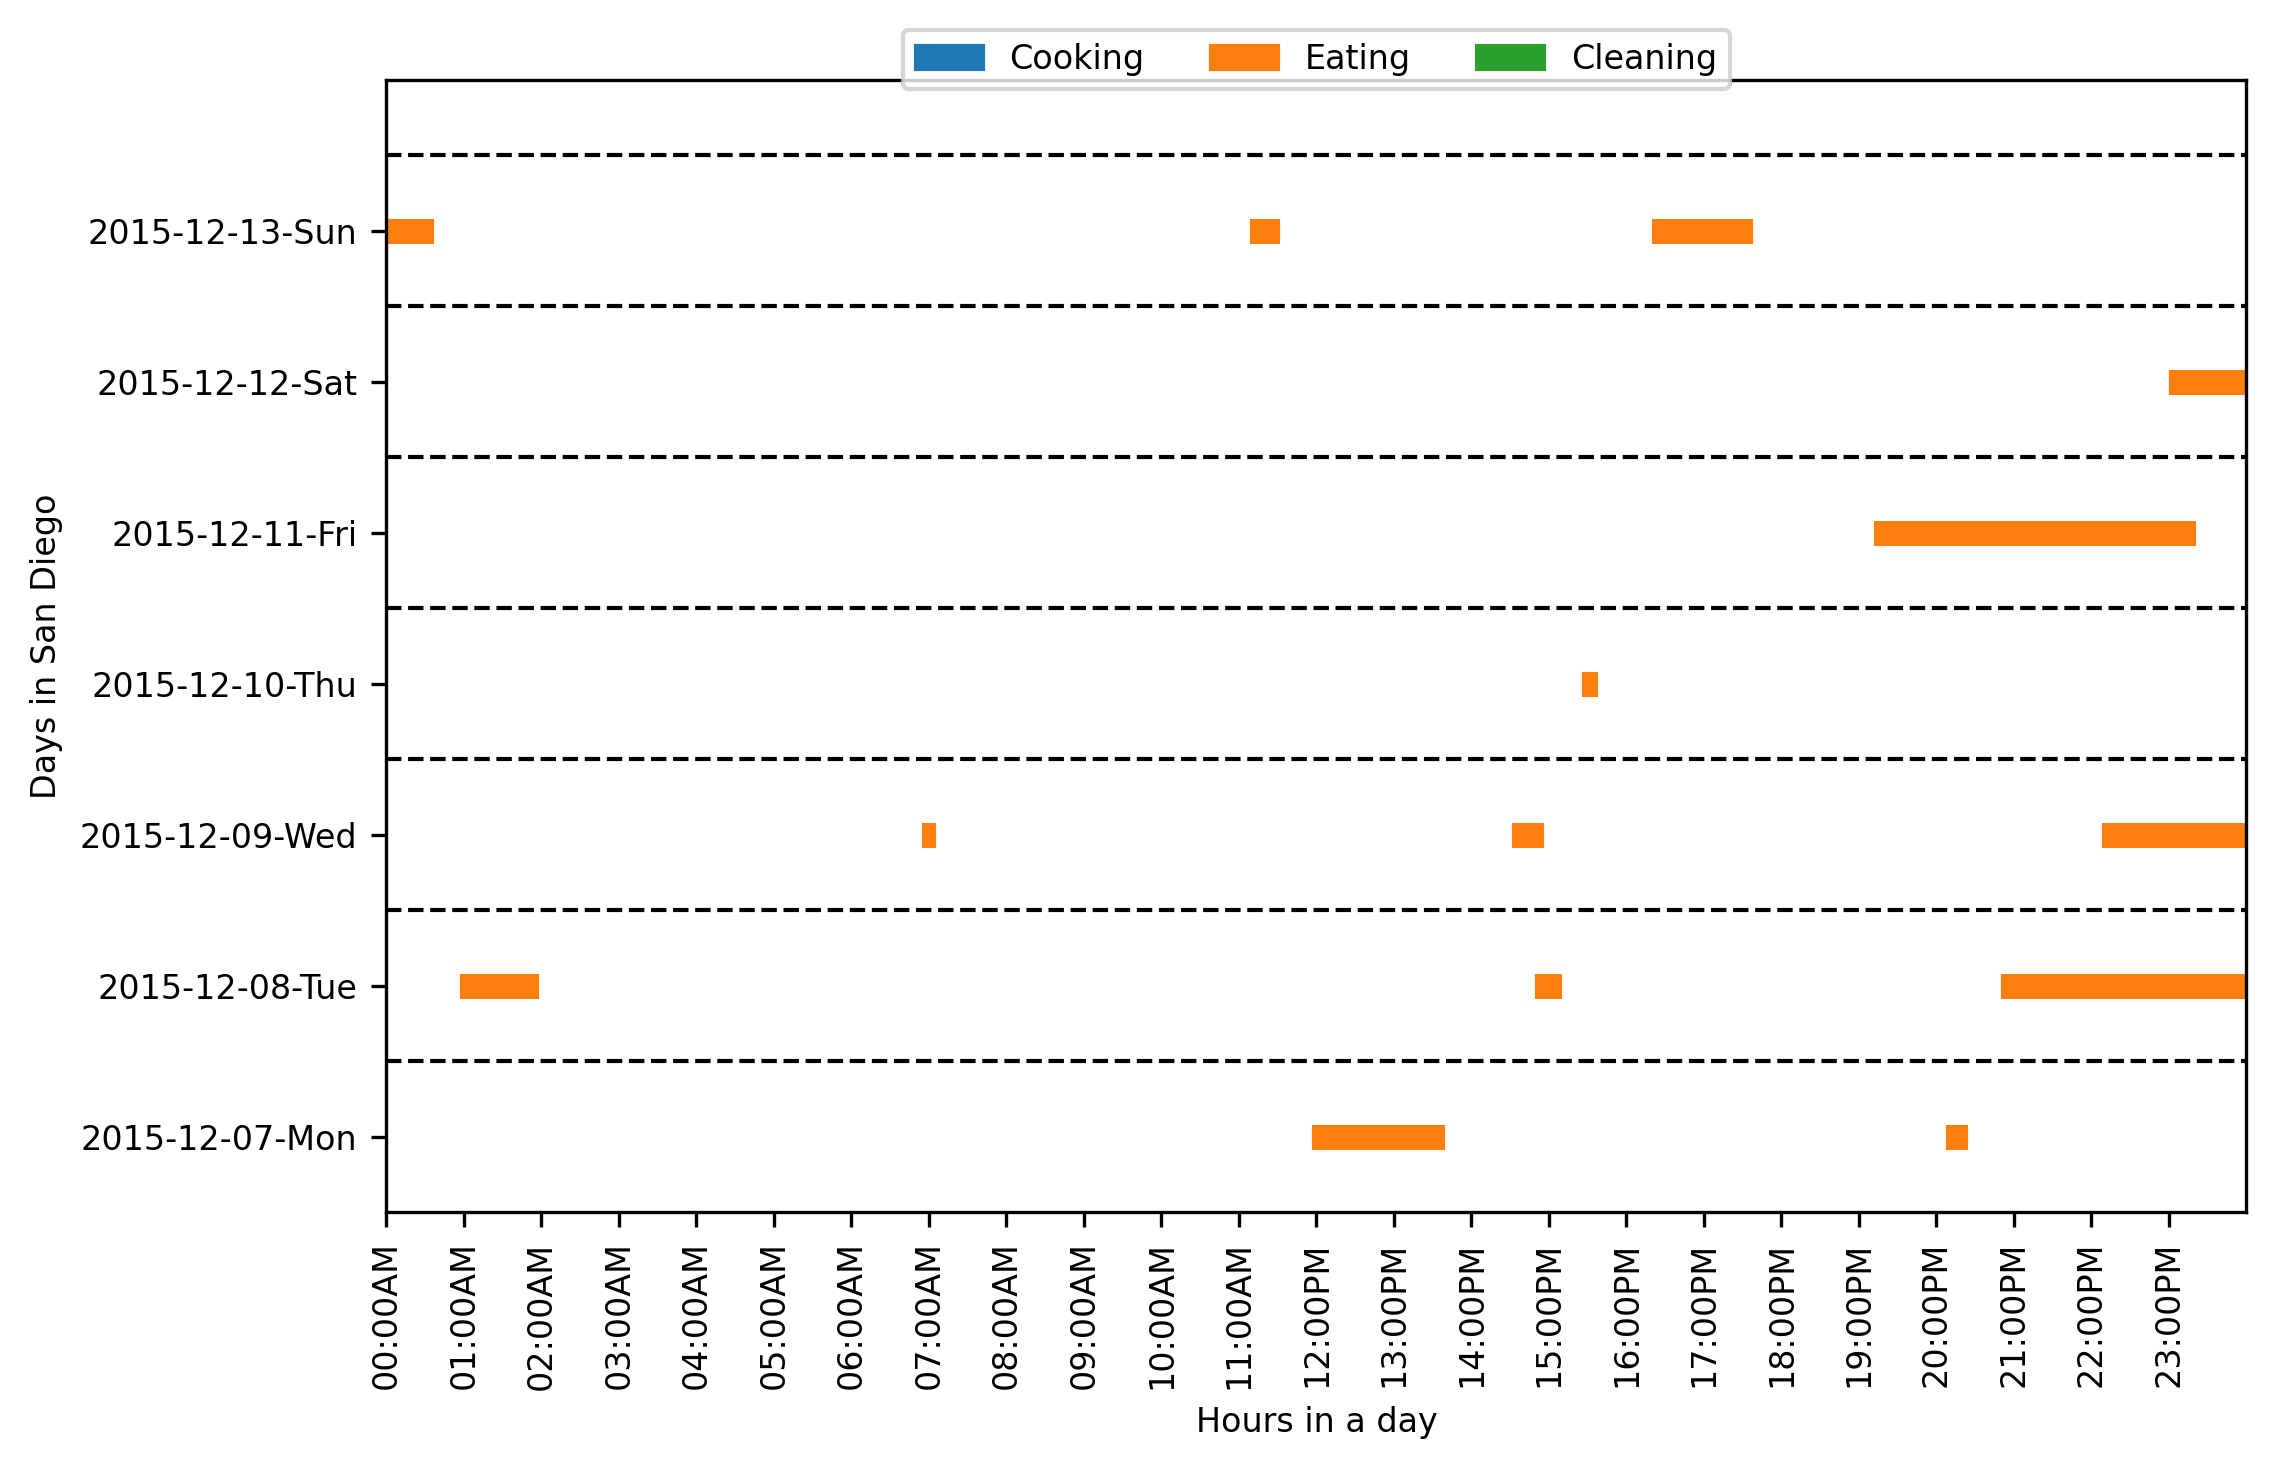 Cooking Eating Cleaning
2015-12-13-Sun
2015-12-12-Sat
2015-12-11-Fri
2015-12-10-Thu
2015-12-09-Wed
2015-12-08-Tue
2015-12-07-Mon
Days in San Diego
00:00AM
01:00AM
02:00AM
03:00AM
04:00AM
05:00AM
06:00AM
07:00AM
08:00AM
09:00AM
10:00AM
11:00AM
12:00PM
13:00PM
14:00PM
15:00PM
16:00PM
17:00PM
18:00PM
19:00PM
20:00PM
21:00PM
22:00PM
23:00PM
Hours in a day